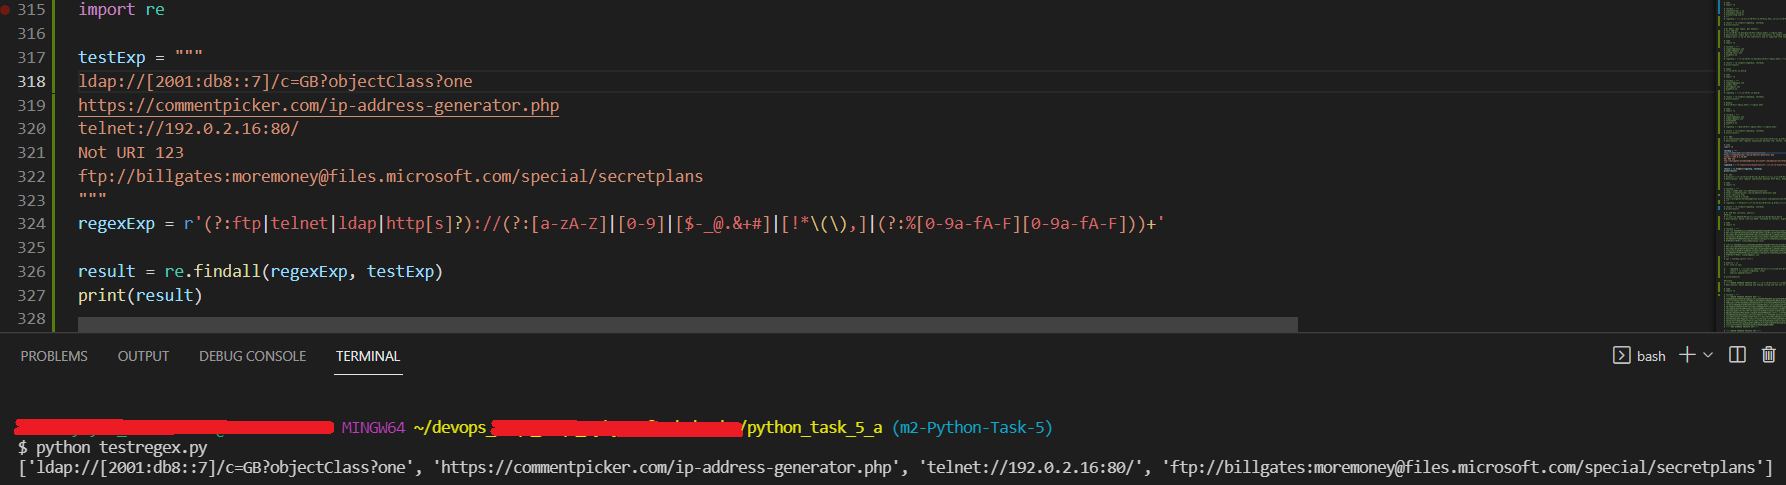 315 import re
316
317 testExp = """
318 ldap://[2001:db8::7]/c=GB?objectClass?one
319 https://commentpicker.com/ip-address-generator.php
320 telnet://192.0.2.16:80/
321 Not URI 123
322 ftp://billgates:moremoney@files.microsoft.com/special/secretplans
323 """
324 regexExp = r'(?:ftp|telnet|ldap|http[s]?)://(?:[a-zA-Z]|[0-9]|[$-_@.&+#]|[!*\(\),]|(?:%[0-9a-fA-F][0-9a-fA-F]))+'
325
326 result = re.findall(regexExp, testExp)
327 print(result)
328
PROBLEMS OUTPUT DEBUG CONSOLE TERMINAL bash
MINGW64 ~/devops_ /python_task_5_a (m2-Python-Task-5)
$ python testregex.py
['ldap://[2001:db8::7]/c=GB?objectClass?one', 'https://commentpicker.com/ip-address-generator.php', 'telnet://192.0.2.16:80/', 'ftp://billgates:moremoney@files.microsoft.com/special/secretplans']